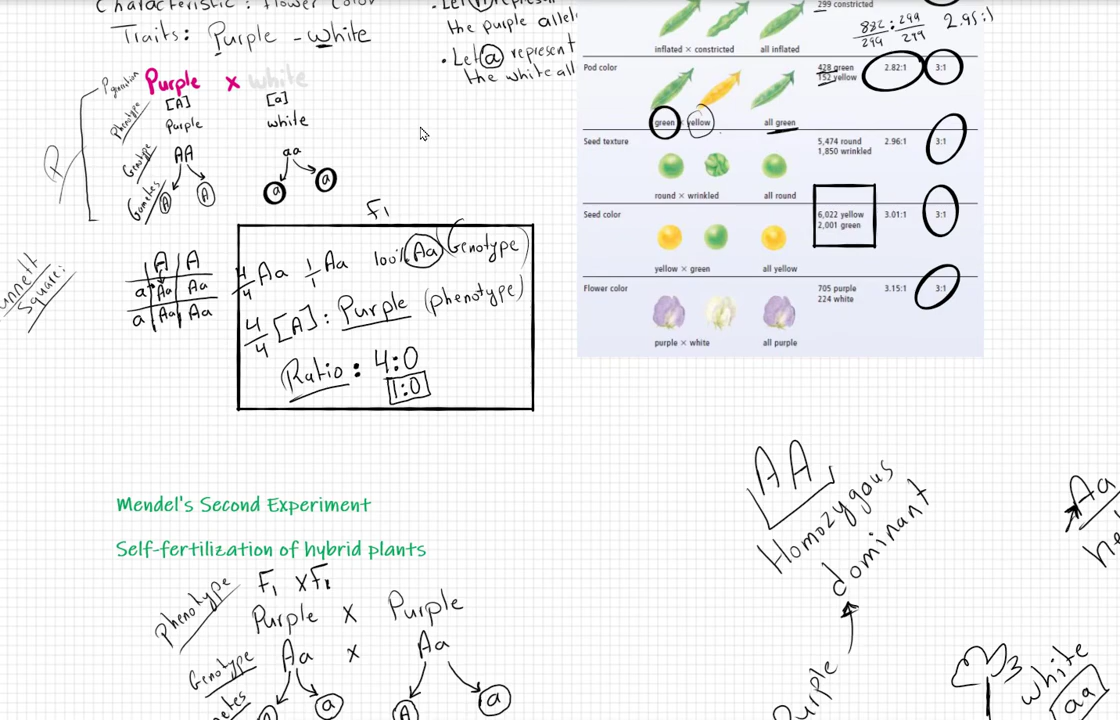 Characteristic: flower color
Traits: Purple - White
Pgeneration Purple x white
Phenotype [A] [a]
Purple white
Genotype AA aa
Gametes A A a a
P
unnett
Square:
A A
a Aa Aa
a Aa Aa
F1
4/4 Aa 1/1 Aa 100% Aa (Genotype)
4/4 [A]: Purple (phenotype)
Ratio: 4:0
1:0
the purple allele
• Let a represent
the white all
299 constricted
882/299 : 299/299 2.95:1
inflated × constricted all inflated
Pod color 428 green 2.82:1 3:1
152 yellow
green yellow all green
Seed texture 5,474 round 2.96:1 3:1
1,850 wrinkled
round × wrinkled all round
Seed color 6,022 yellow 3.01:1 3:1
2,001 green
yellow × green all yellow
Flower color 705 purple 3.15:1 3:1
224 white
purple × white all purple
Mendel's Second Experiment
Self-fertilization of hybrid plants
F1 x F1
Phenotype Purple x Purple
Genotype Aa x Aa
metes a A a
AA
Homozygous
dominant
Purple
Aa
he
white
aa